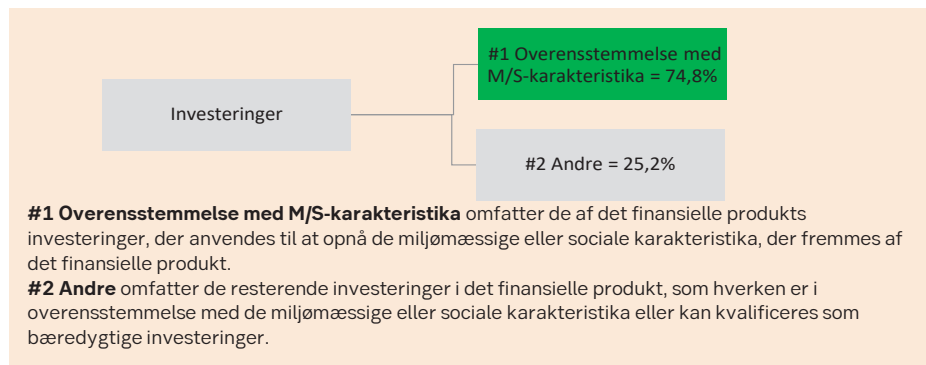 #1 Overensstemmelse med
M/S-karakteristika = 74,8%
Investeringer
#2 Andre = 25,2%
#1 Overensstemmelse med M/S-karakteristika omfatter de af det finansielle produkts
investeringer, der anvendes til at opnå de miljømæssige eller sociale karakteristika, der fremmes af
det finansielle produkt.
#2 Andre omfatter de resterende investeringer i det finansielle produkt, som hverken er i
overensstemmelse med de miljømæssige eller sociale karakteristika eller kan kvalificeres som
bæredygtige investeringer.